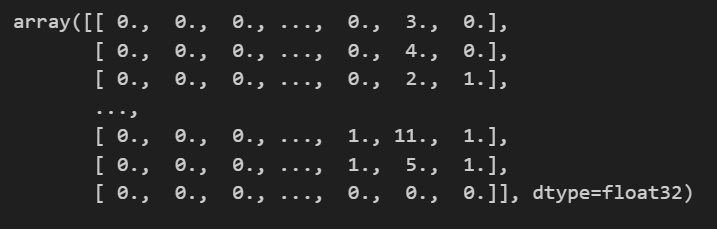 array([[ 0.,  0.,  0., ...,  0.,  3.,  0.],
       [ 0.,  0.,  0., ...,  0.,  4.,  0.],
       [ 0.,  0.,  0., ...,  0.,  2.,  1.],
       ...,
       [ 0.,  0.,  0., ...,  1., 11.,  1.],
       [ 0.,  0.,  0., ...,  1.,  5.,  1.],
       [ 0.,  0.,  0., ...,  0.,  0.,  0.]], dtype=float32)